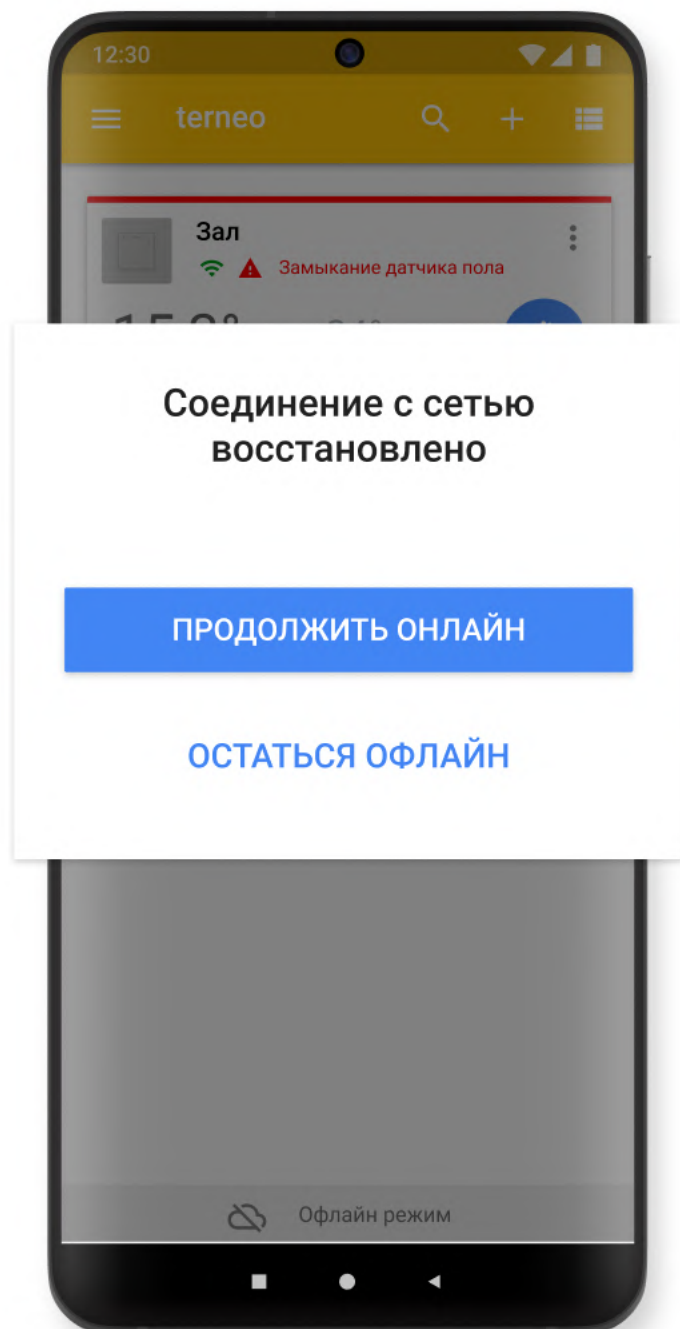 12:30
terneo
Зал
Замыкание датчика пола
Соединение с сетью
восстановлено
ПРОДОЛЖИТЬ ОНЛАЙН
ОСТАТЬСЯ ОФЛАЙН
Офлайн режим